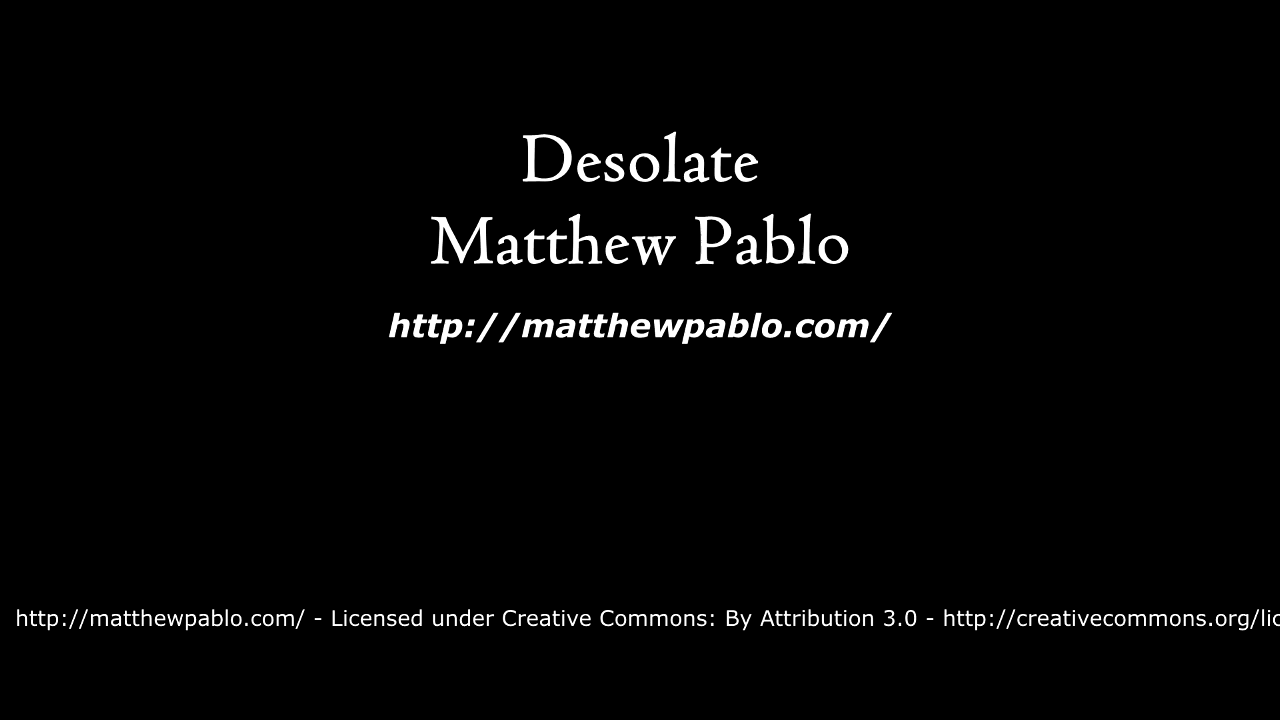 Desolate
Matthew Pablo
http://matthewpablo.com/
http://matthewpablo.com/ - Licensed under Creative Commons: By Attribution 3.0 - http://creativecommons.org/lic